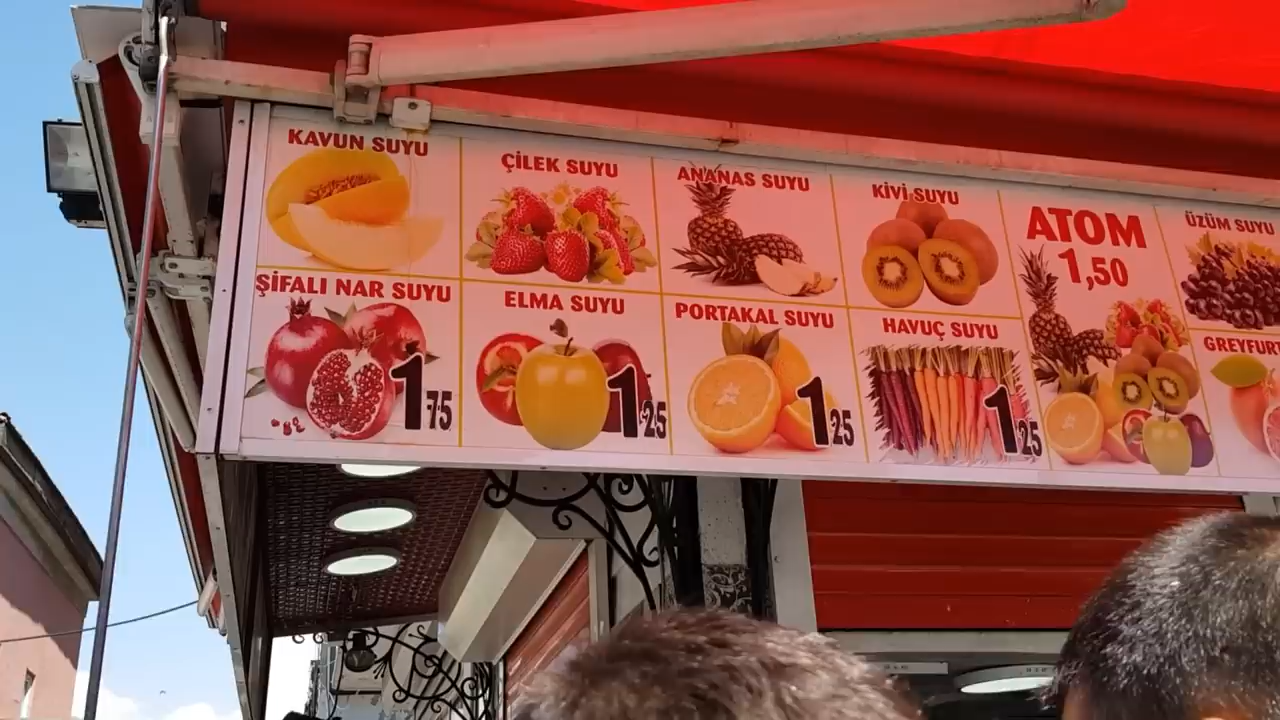 KAVUN SUYU
ÇİLEK SUYU
ANANAS SUYU
KİVİ SUYU
ATOM
1,50
ÜZÜM SUYU
ŞİFALI NAR SUYU
1.75
ELMA SUYU
1.25
PORTAKAL SUYU
1.25
HAVUÇ SUYU
1.25